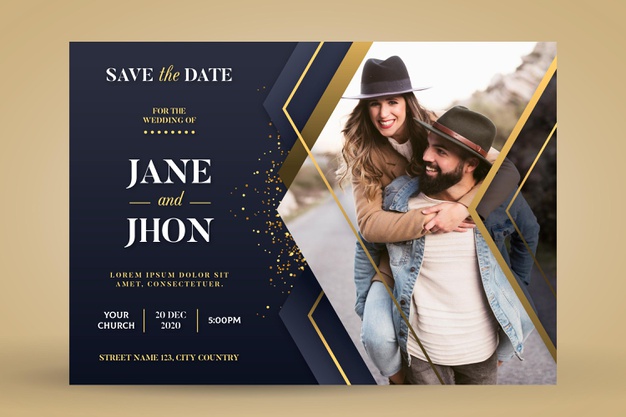 SAVE the DATE
FOR THE
WEDDING OF
JANE
and
JHON
LOREM IPSUM DOLOR SIT
AMET, CONSECTETUER.
YOUR CHURCH
20 DEC 2020
5:00PM
STREET NAME 123, CITY COUNTRY